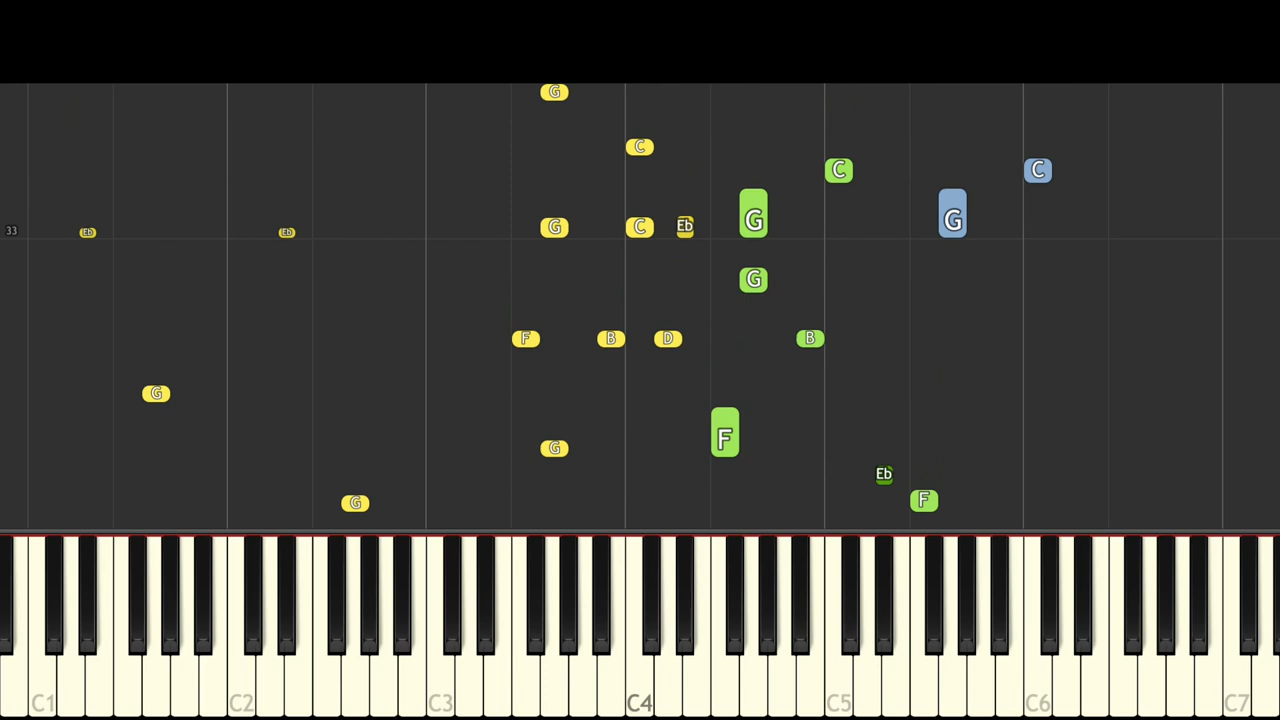 G
C
C C
33 Eb Eb G C Eb G G
G
F B D B
G
G F
Eb
G F
C1 C2 C3 C4 C5 C6 C7